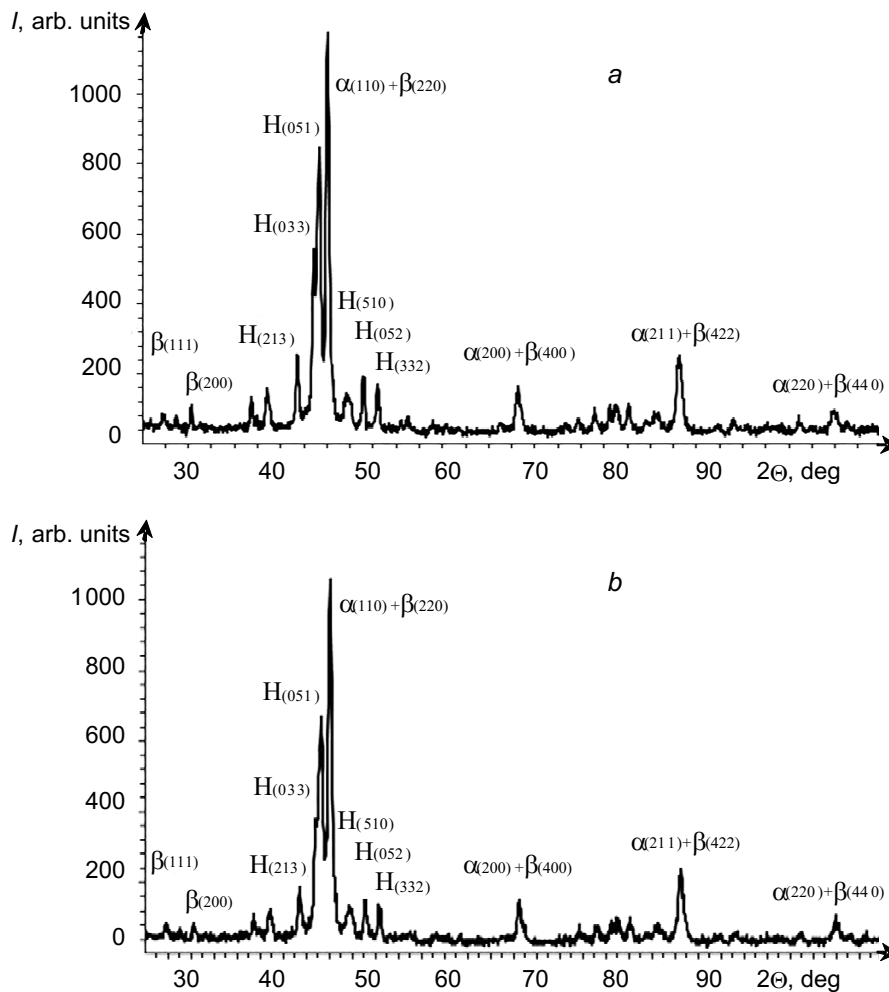 I, arb. units
a
1000
α(110)+β(220)
H(051)
800
H(033)
600
400
H(510)
β(111)
H(213)
H(052)
α(200)+β(400)
α(211)+β(422)
200
β(200)
H(332)
α(220)+β(440)
0
30 40 50 60 70 80 90 2Θ, deg
I, arb. units
b
1000
α(110)+β(220)
800
H(051)
600
H(033)
400
H(510)
β(111)
H(213)
H(052)
α(200)+β(400)
α(211)+β(422)
200
β(200)
H(332)
α(220)+β(440)
0
30 40 50 60 70 80 90 2Θ, deg